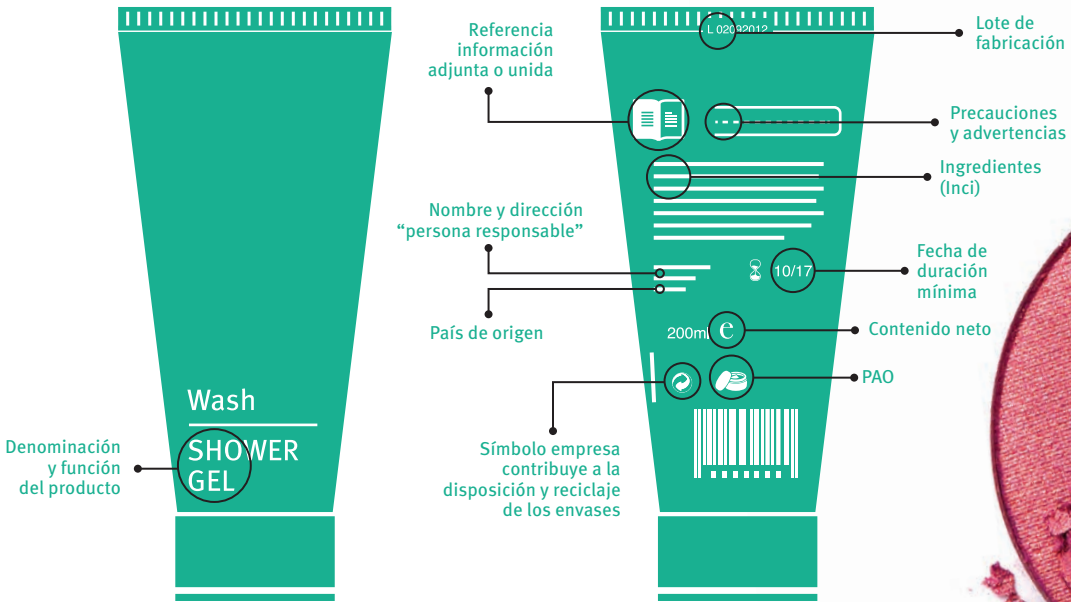 Referencia
información
adjunta o unida
L 02092012
Lote de
fabricación
Precauciones
y advertencias
Ingredientes
(Inci)
Nombre y dirección
“persona responsable”
10/17
Fecha de
duración
mínima
País de origen
200ml
e
Contenido neto
PAO
Wash
SHOWER
GEL
Denominación
y función
del producto
Símbolo empresa
contribuye a la
disposición y reciclaje
de los envases